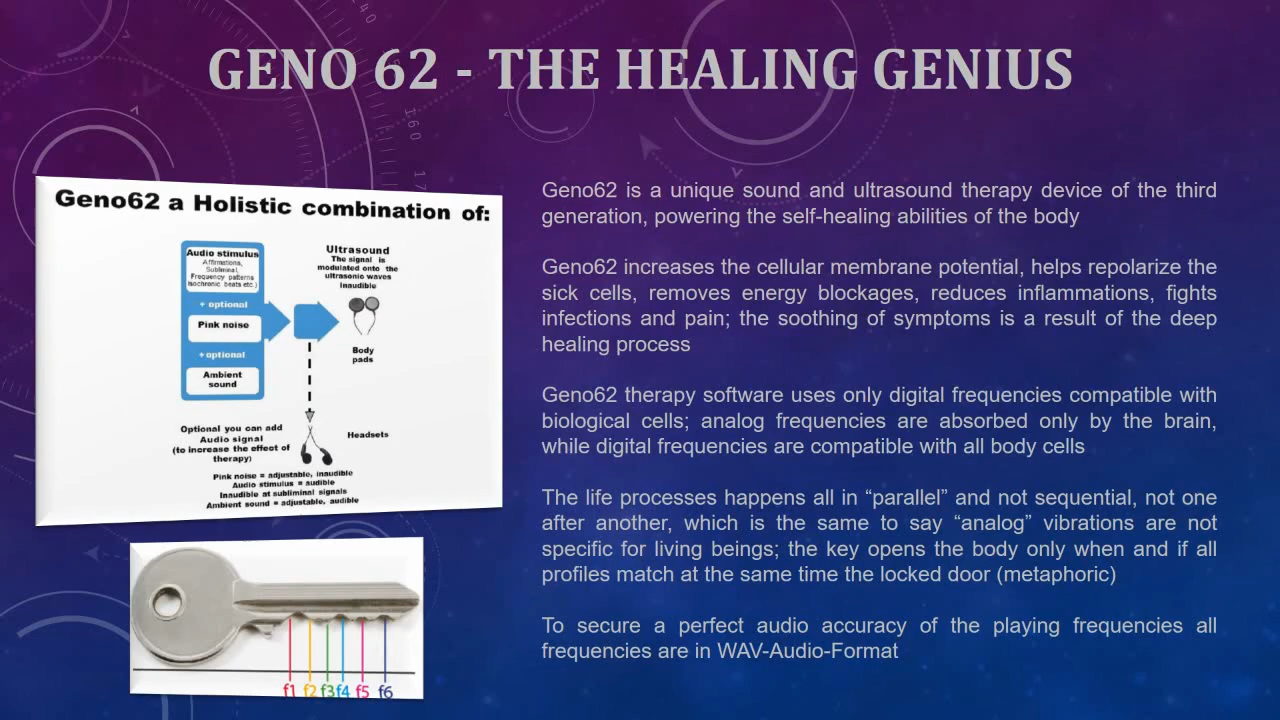 GENO 62 - THE HEALING GENIUS
Geno62 a Holistic combination of:
Audio stimulus
Affirmations,
Subliminal,
Frequency patterns
isochronic beats etc.)
+ optional
Pink noise
+optional
Ambient
sound
Ultrasound
The signal is
modulated onto the
ultrasonic waves
inaudible
Body
pads
Optional you can add
Audio signal
(to increase the effect of
therapy)
Headsets
Pink noise = adjustable, inaudible
Audio stimulus = audible
Inaudible at subliminal signals
Ambient sound = adjustable, audible
f1 f2 f3 f4 f5 f6
Geno62 is a unique sound and ultrasound therapy device of the third
generation, powering the self-healing abilities of the body
Geno62 increases the cellular membrane potential, helps repolarize the
sick cells, removes energy blockages, reduces inflammations, fights
infections and pain; the soothing of symptoms is a result of the deep
healing process
Geno62 therapy software uses only digital frequencies compatible with
biological cells; analog frequencies are absorbed only by the brain,
while digital frequencies are compatible with all body cells
The life processes happens all in “parallel” and not sequential, not one
after another, which is the same to say “analog” vibrations are not
specific for living beings; the key opens the body only when and if all
profiles match at the same time the locked door (metaphoric)
To secure a perfect audio accuracy of the playing frequencies all
frequencies are in WAV-Audio-Format